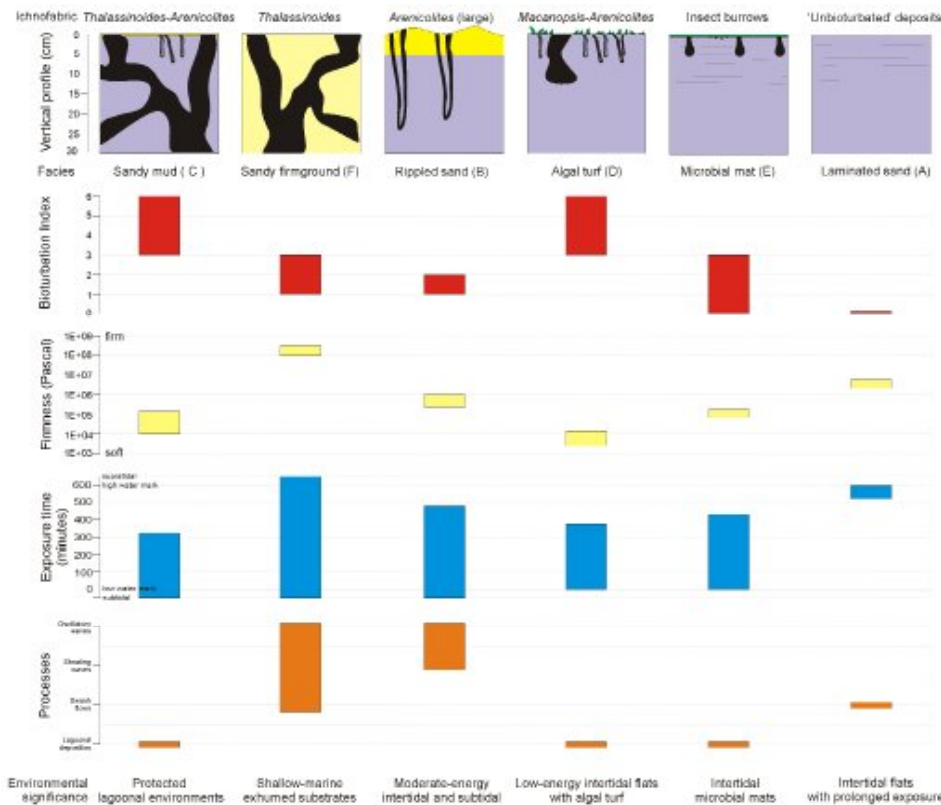 Ichnofabric Thalassinoides-Arenicolites Thalassinoides Arenicolites (large) Macanopsis-Arenicolites Insect burrows 'Unbioturbated' deposits
Vertical profile (cm)
0
5
10
15
20
25
30
Facies Sandy mud ( C ) Sandy firmground (F) Rippled sand (B) Algal turf (D) Microbial mat (E) Laminated sand (A)
Bioturbation Index
6
5
4
3
2
1
0
Firmness (Pascal)
1E+09 firm
1E+08
1E+07
1E+06
1E+05
1E+04
1E+03 soft
Exposure time
(minutes)
supratidal
high water mark
600
500
400
300
200
100
0
low water mark
subtidal
Processes
Oscillatory
waves
Shoaling
waves
Swash
flows
Lagoonal
deposition
Environmental
significance
Protected
lagoonal environments
Shallow-marine
exhumed substrates
Moderate-energy
intertidal and subtidal
Low-energy intertidal flats
with algal turf
Intertidal
microbial mats
Intertidal flats
with prolonged exposure